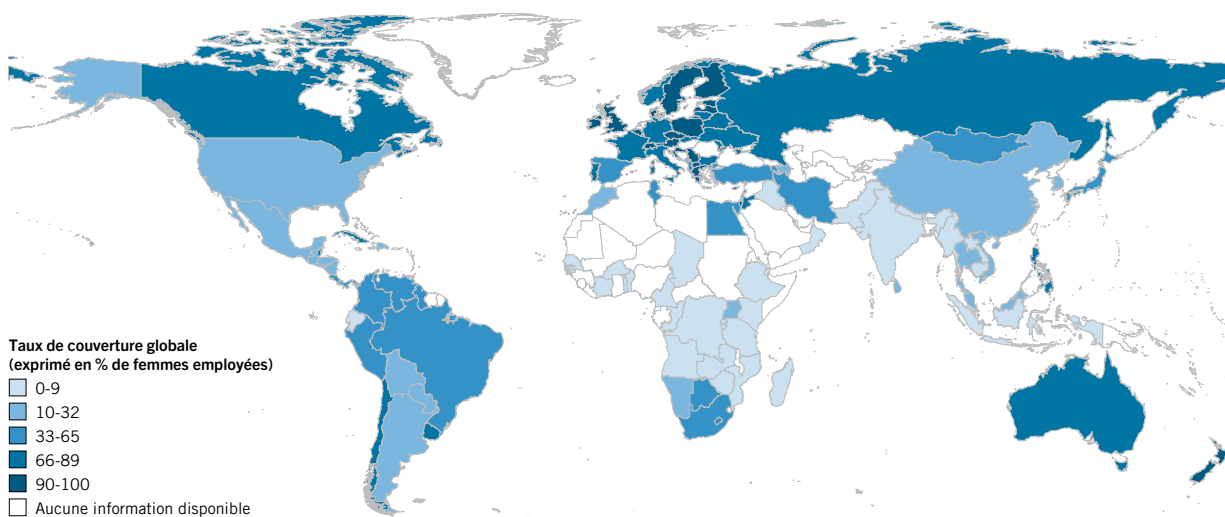 Taux de couverture globale
(exprimé en % de femmes employées)
0-9
10-32
33-65
66-89
90-100
Aucune information disponible